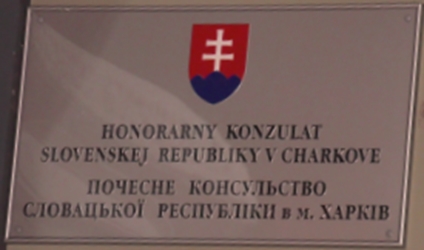 HONORARNY KONZULAT
SLOVENSKEJ REPUBLIKY V CHARKOVE
ПОЧЕСНЕ КОНСУЛЬСТВО
СЛОВАЦЬКОЇ РЕСПУБЛІКИ в м. ХАРКІВ